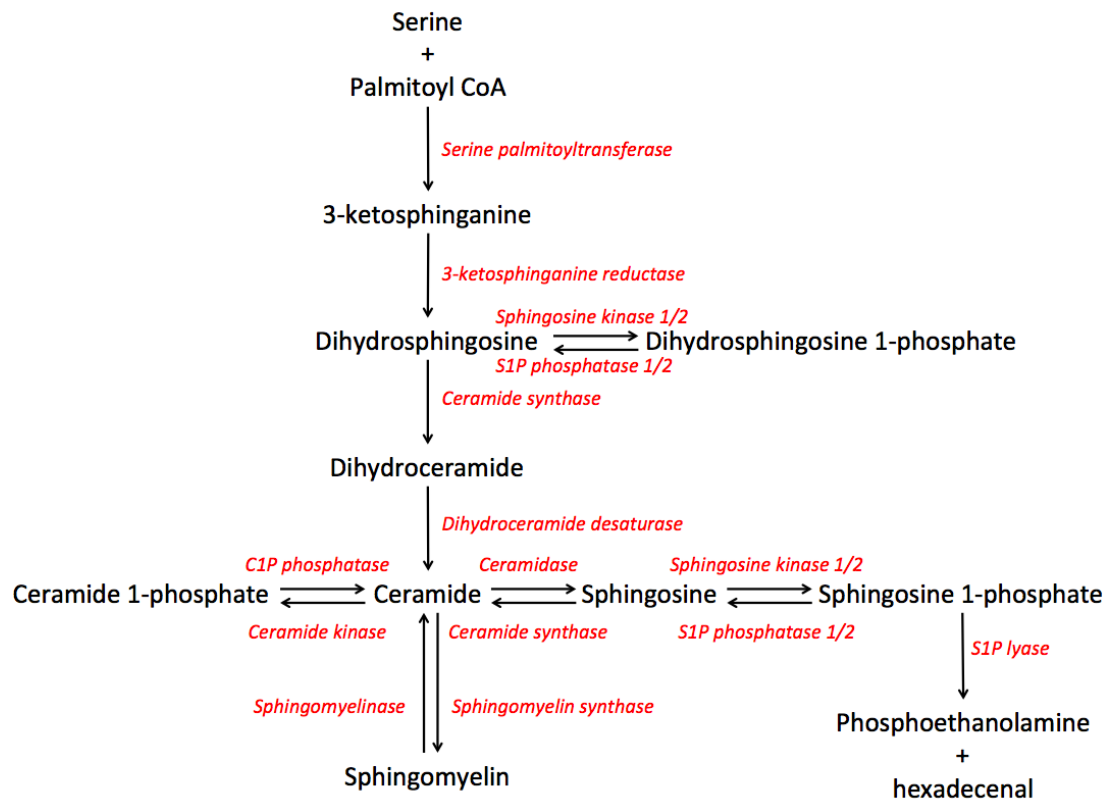 Serine
+
Palmitoyl CoA
Serine palmitoyltransferase
3-ketosphinganine
3-ketosphinganine reductase
Sphingosine kinase 1/2
Dihydrosphingosine Dihydrosphingosine 1-phosphate
S1P phosphatase 1/2
Ceramide synthase
Dihydroceramide
Dihydroceramide desaturase
C1P phosphatase Ceramidase Sphingosine kinase 1/2
Ceramide 1-phosphate Ceramide Sphingosine Sphingosine 1-phosphate
Ceramide kinase Ceramide synthase S1P phosphatase 1/2
S1P lyase
Sphingomyelinase Sphingomyelin synthase
Phosphoethanolamine
+
Sphingomyelin
hexadecenal